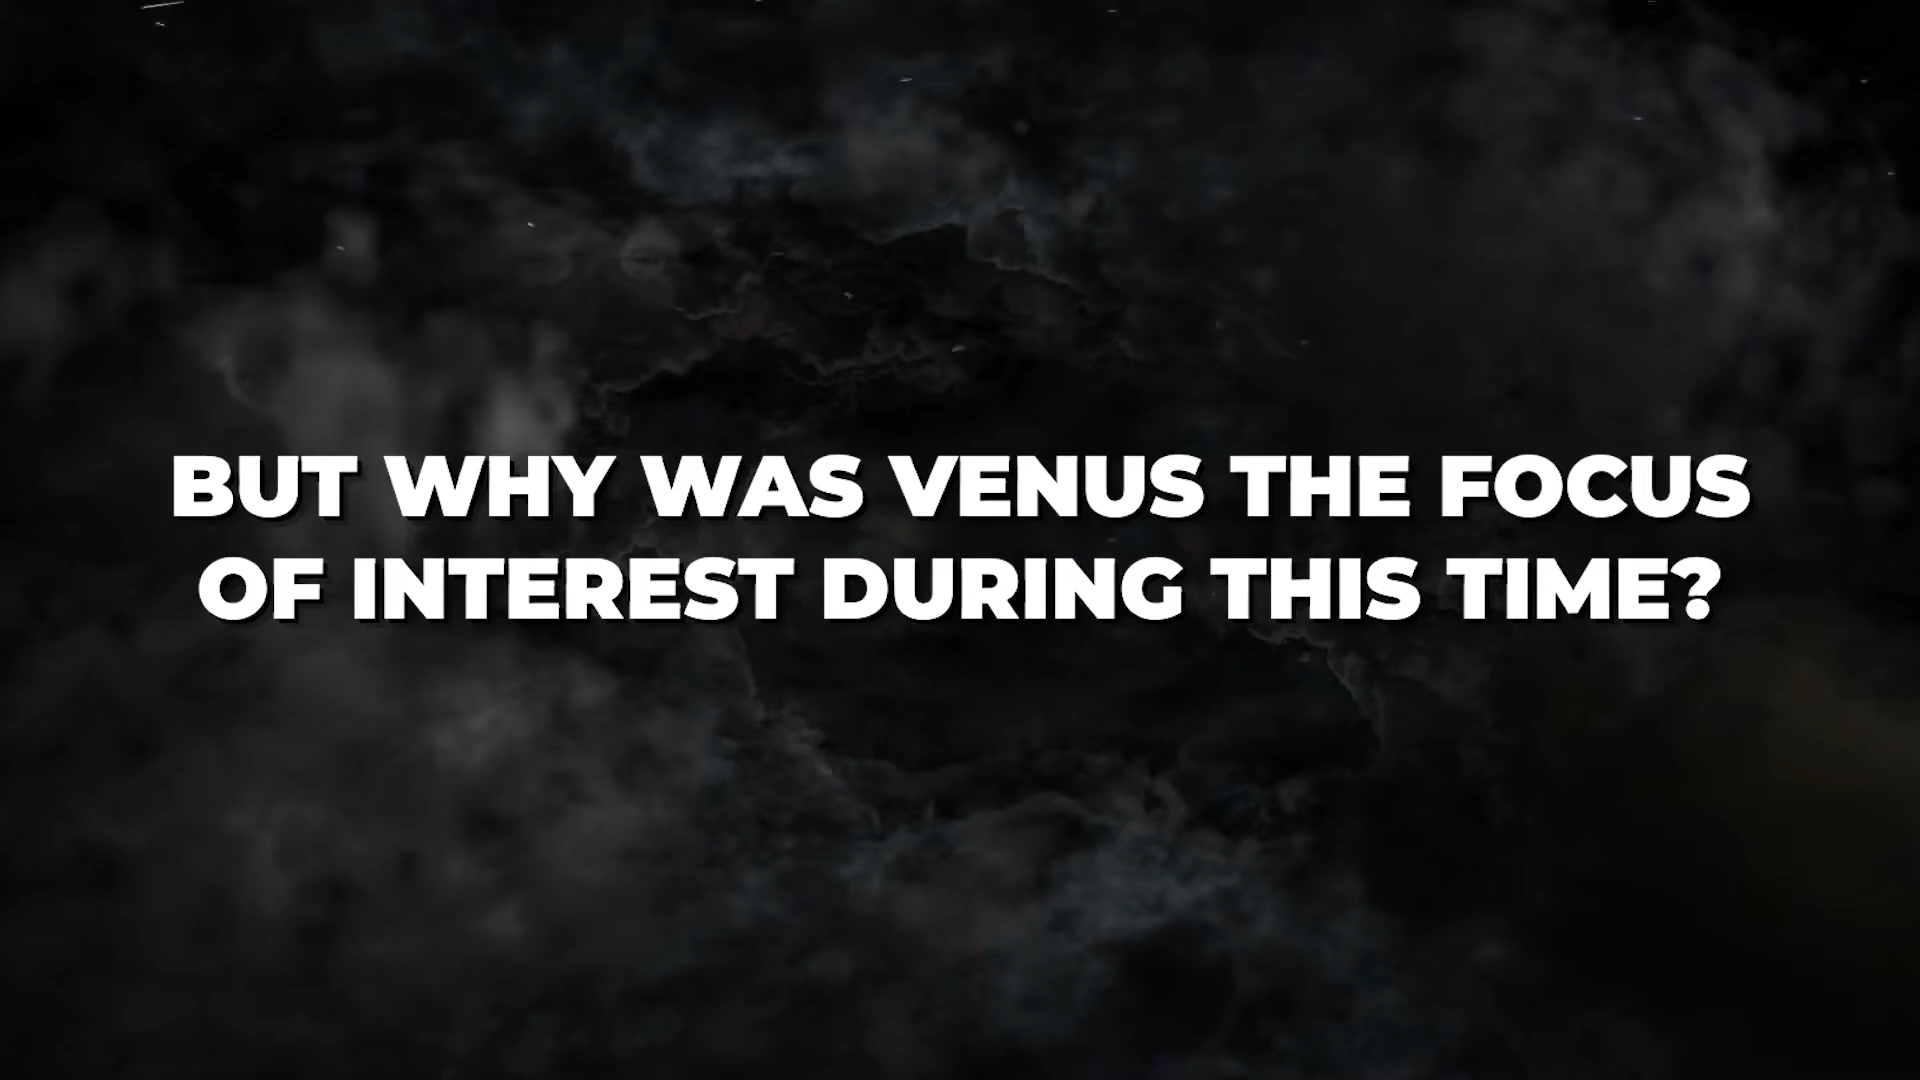 BUT WHY WAS VENUS THE FOCUS
OF INTEREST DURING THIS TIME?